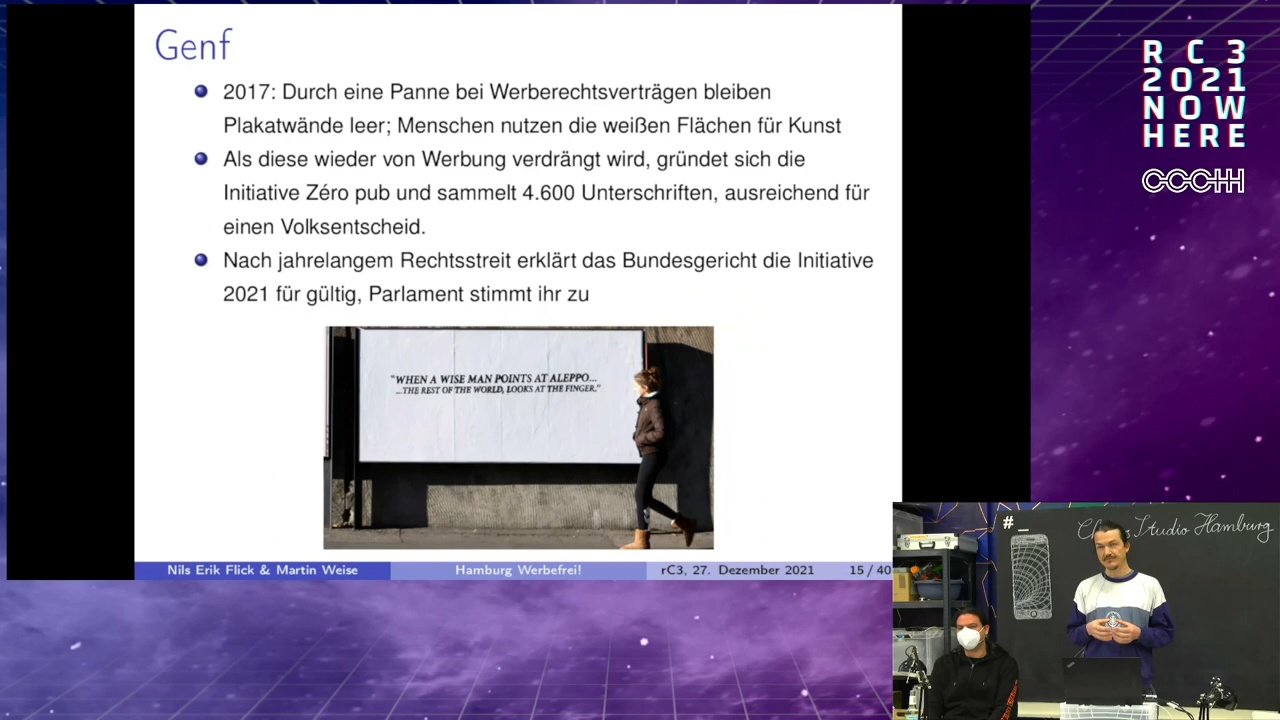 Genf
2017: Durch eine Panne bei Werberechtsverträgen bleiben
Plakatwände leer; Menschen nutzen die weißen Flächen für Kunst
Als diese wieder von Werbung verdrängt wird, gründet sich die
Initiative Zéro pub und sammelt 4.600 Unterschriften, ausreichend für
einen Volksentscheid.
Nach jahrelangem Rechtsstreit erklärt das Bundesgericht die Initiative
2021 für gültig, Parlament stimmt ihr zu
"WHEN A WISE MAN POINTS AT ALEPPO...
...THE REST OF THE WORLD, LOOKS AT THE FINGER."
Nils Erik Flick & Martin Weise
Hamburg Werbefrei!
rC3, 27. Dezember 2021
15 / 40
RC3
2021
NOW
HERE
CCCHH
#_
Studio Hamburg